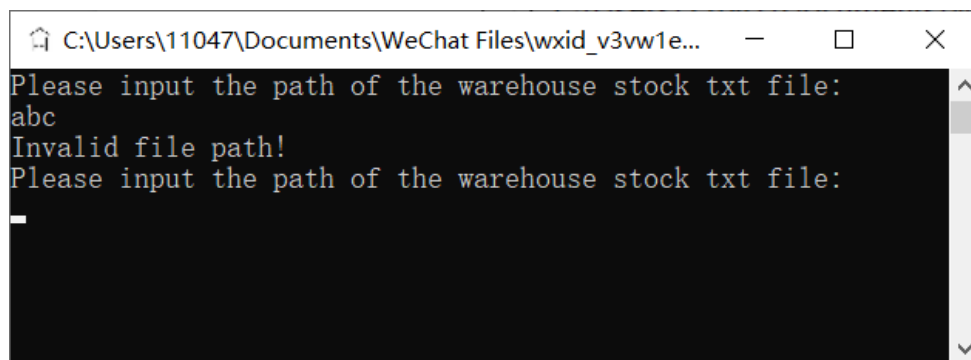 C:\Users\11047\Documents\WeChat Files\wxid_v3vw1e...
Please input the path of the warehouse stock txt file:
abc
Invalid file path!
Please input the path of the warehouse stock txt file: